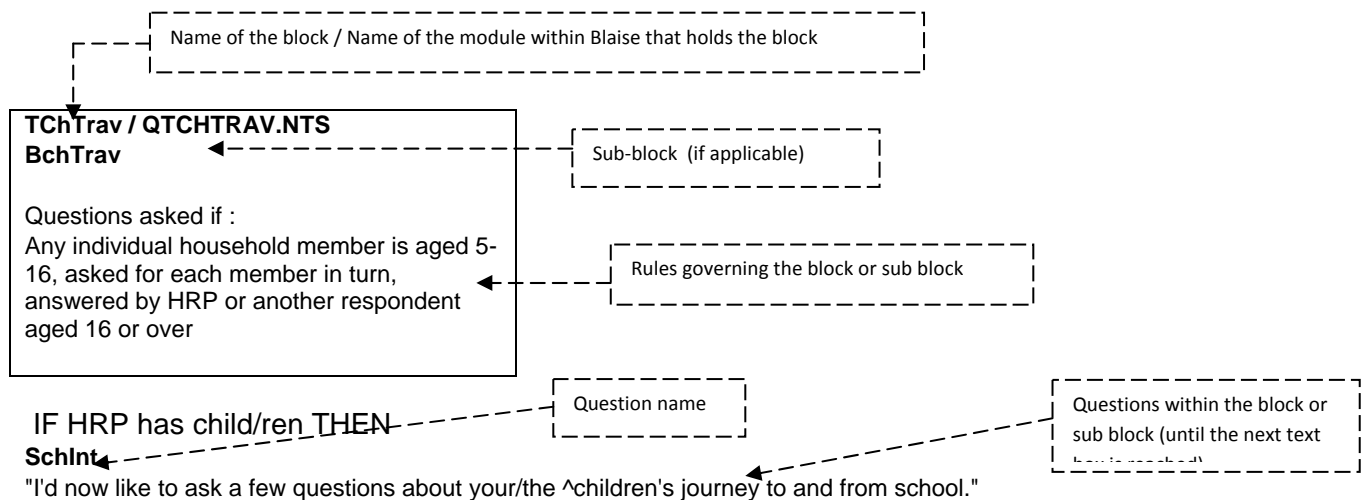 Name of the block / Name of the module within Blaise that holds the block
TChTrav / QTCHTRAV.NTS
BchTrav
Sub-block (if applicable)
Questions asked if :
Any individual household member is aged 5-
16, asked for each member in turn,
answered by HRP or another respondent
aged 16 or over
Rules governing the block or sub block
IF HRP has child/ren THEN
Question name
Questions within the block or
sub block (until the next text
SchInt
"I'd now like to ask a few questions about your/the ^children's journey to and from school."